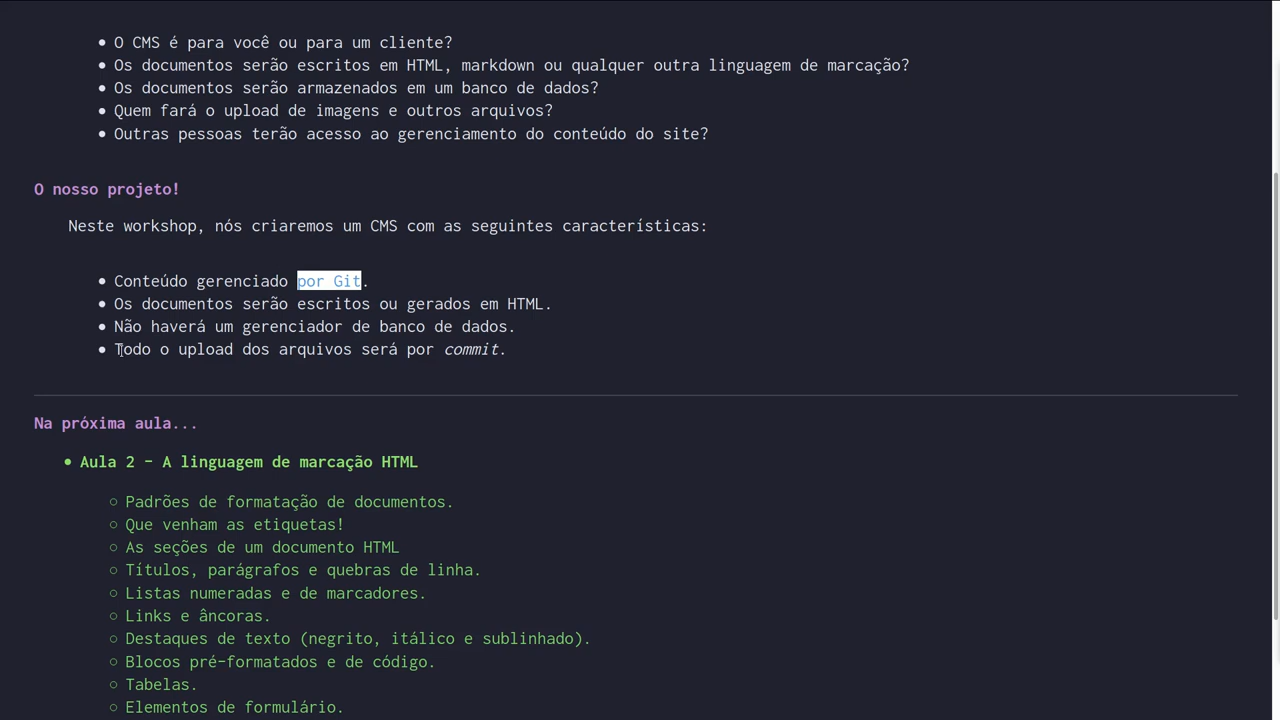 • O CMS é para você ou para um cliente?
• Os documentos serão escritos em HTML, markdown ou qualquer outra linguagem de marcação?
• Os documentos serão armazenados em um banco de dados?
• Quem fará o upload de imagens e outros arquivos?
• Outras pessoas terão acesso ao gerenciamento do conteúdo do site?
O nosso projeto!
Neste workshop, nós criaremos um CMS com as seguintes características:
• Conteúdo gerenciado por Git.
• Os documentos serão escritos ou gerados em HTML.
• Não haverá um gerenciador de banco de dados.
• Todo o upload dos arquivos será por commit.
Na próxima aula...
• Aula 2 - A linguagem de marcação HTML
○ Padrões de formatação de documentos.
○ Que venham as etiquetas!
○ As seções de um documento HTML
○ Títulos, parágrafos e quebras de linha.
○ Listas numeradas e de marcadores.
○ Links e âncoras.
○ Destaques de texto (negrito, itálico e sublinhado).
○ Blocos pré-formatados e de código.
○ Tabelas.
○ Elementos de formulário.